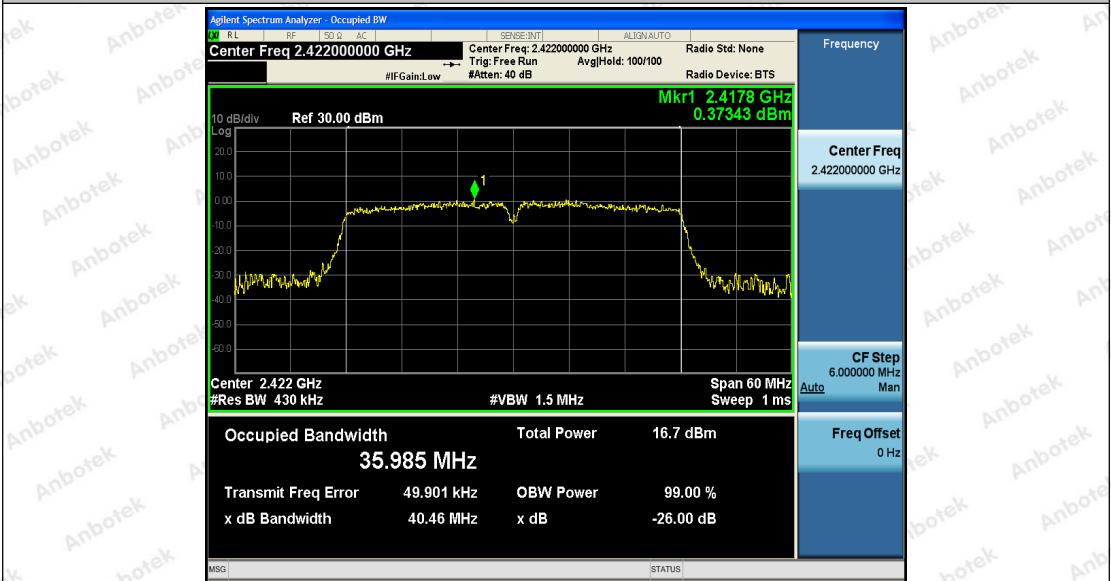 Agilent Spectrum Analyzer - Occupied BW
RL RF 50 Ω AC SENSE:INT ALIGN AUTO
Center Freq 2.422000000 GHz
Center Freq: 2.422000000 GHz Radio Std: None
Trig: Free Run Avg|Hold: 100/100
#IFGain:Low #Atten: 40 dB Radio Device: BTS
Mkr1 2.4178 GHz
0.37343 dBm
10 dB/div Ref 30.00 dBm
Log
20.0
10.0
0.00
-10.0
-20.0
-30.0
-40.0
-50.0
-60.0
1
Center 2.422 GHz Span 60 MHz
#Res BW 430 kHz #VBW 1.5 MHz Sweep 1 ms
Occupied Bandwidth Total Power 16.7 dBm
35.985 MHz
Transmit Freq Error 49.901 kHz OBW Power 99.00 %
x dB Bandwidth 40.46 MHz x dB -26.00 dB
MSG STATUS
Frequency
Center Freq
2.422000000 GHz
CF Step
6.000000 MHz
Auto Man
Freq Offset
0 Hz
Anbotek